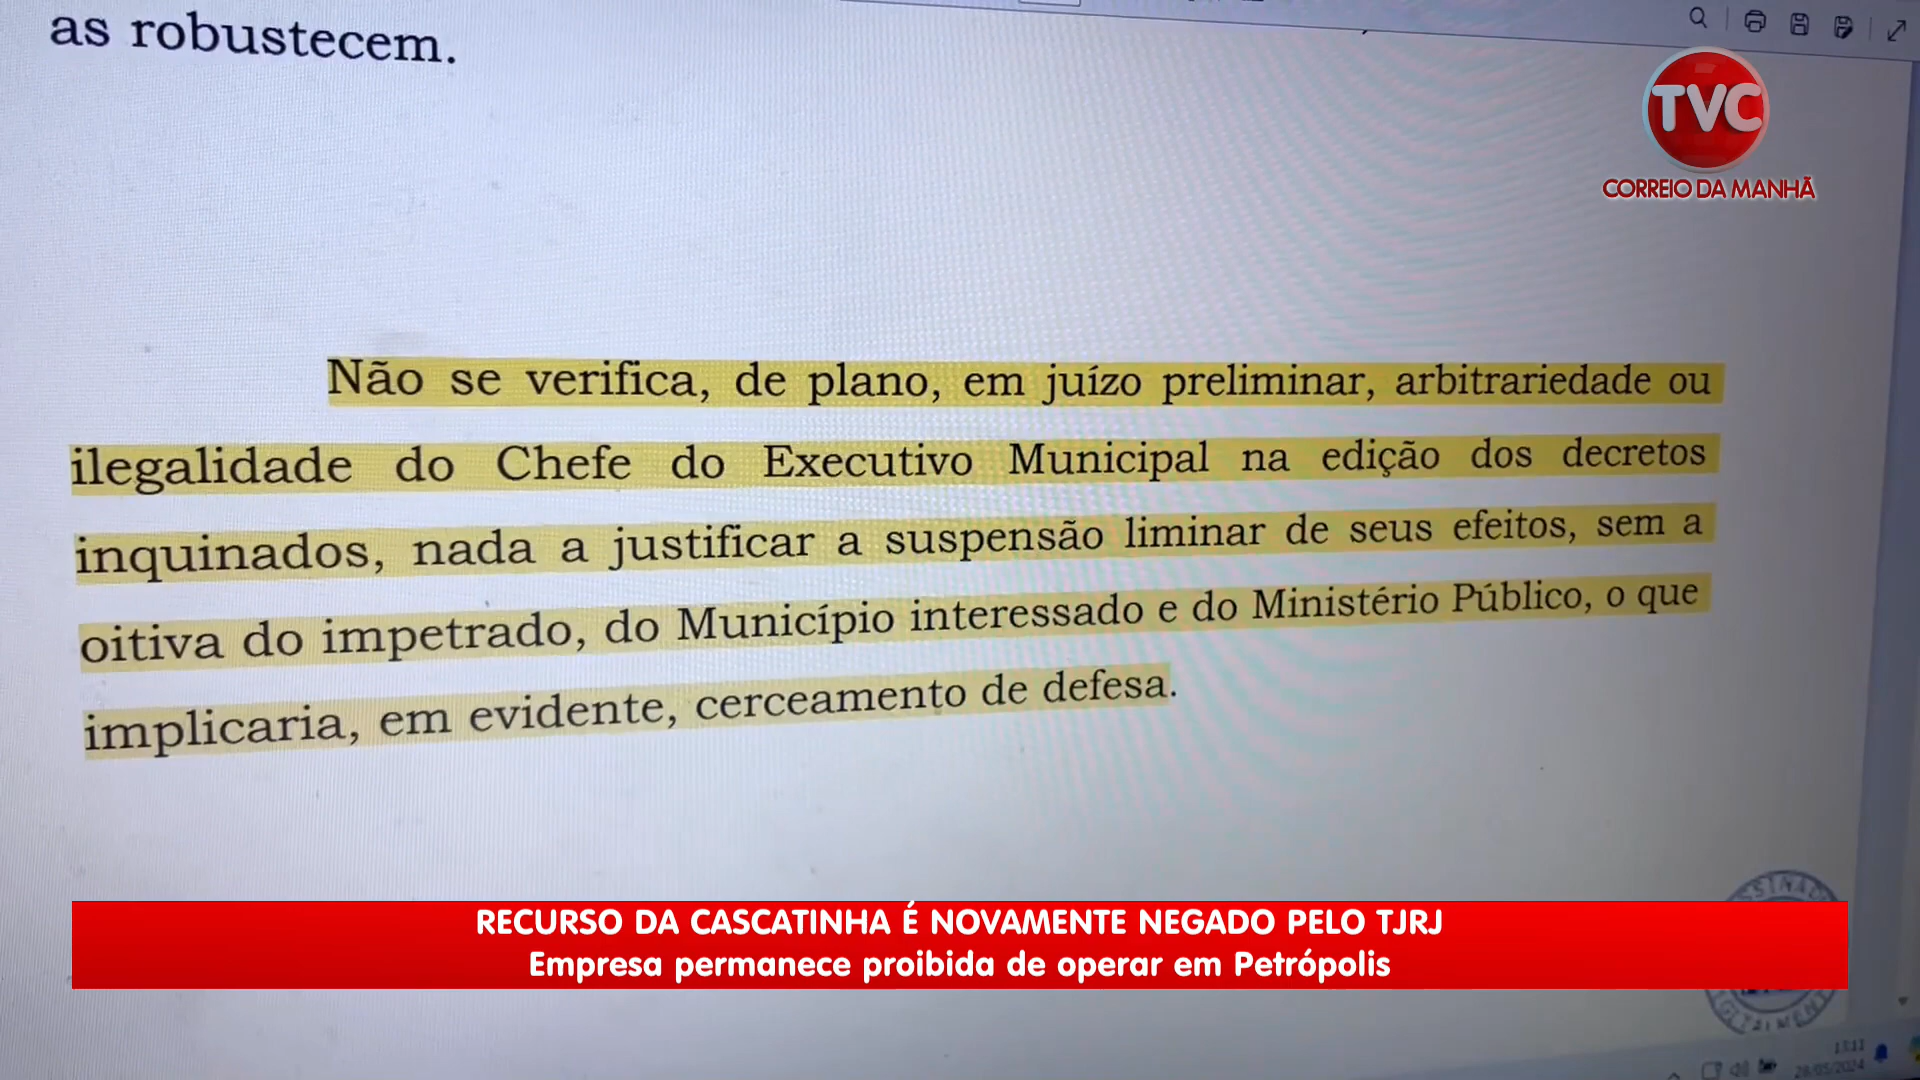 as robustecem.
TVC
CORREIO DA MANHÃ
Não se verifica, de plano, em juízo preliminar, arbitrariedade ou
ilegalidade do Chefe do Executivo Municipal na edição dos decretos
inquinados, nada a justificar a suspensão liminar de seus efeitos, sem a
oitiva do impetrado, do Município interessado e do Ministério Público, o que
implicaria, em evidente, cerceamento de defesa.
RECURSO DA CASCATINHA É NOVAMENTE NEGADO PELO TJRJ
Empresa permanece proibida de operar em Petrópolis
28/05/2024